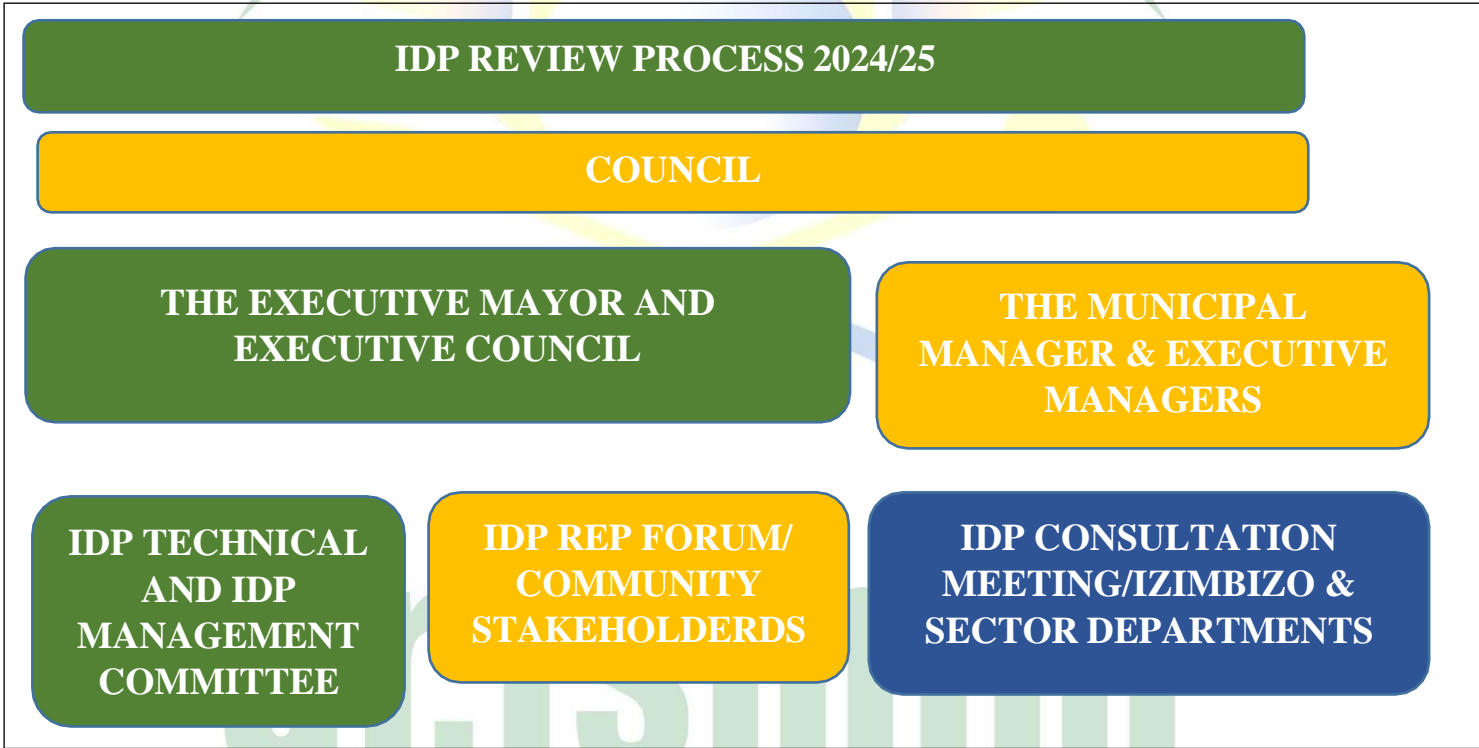 IDP REVIEW PROCESS 2024/25
COUNCIL
THE EXECUTIVE MAYOR AND
EXECUTIVE COUNCIL
THE MUNICIPAL
MANAGER & EXECUTIVE
MANAGERS
IDP TECHNICAL
AND IDP
MANAGEMENT
COMMITTEE
IDP REP FORUM/
COMMUNITY
STAKEHOLDERDS
IDP CONSULTATION
MEETING/IZIMBIZO &
SECTOR DEPARTMENTS